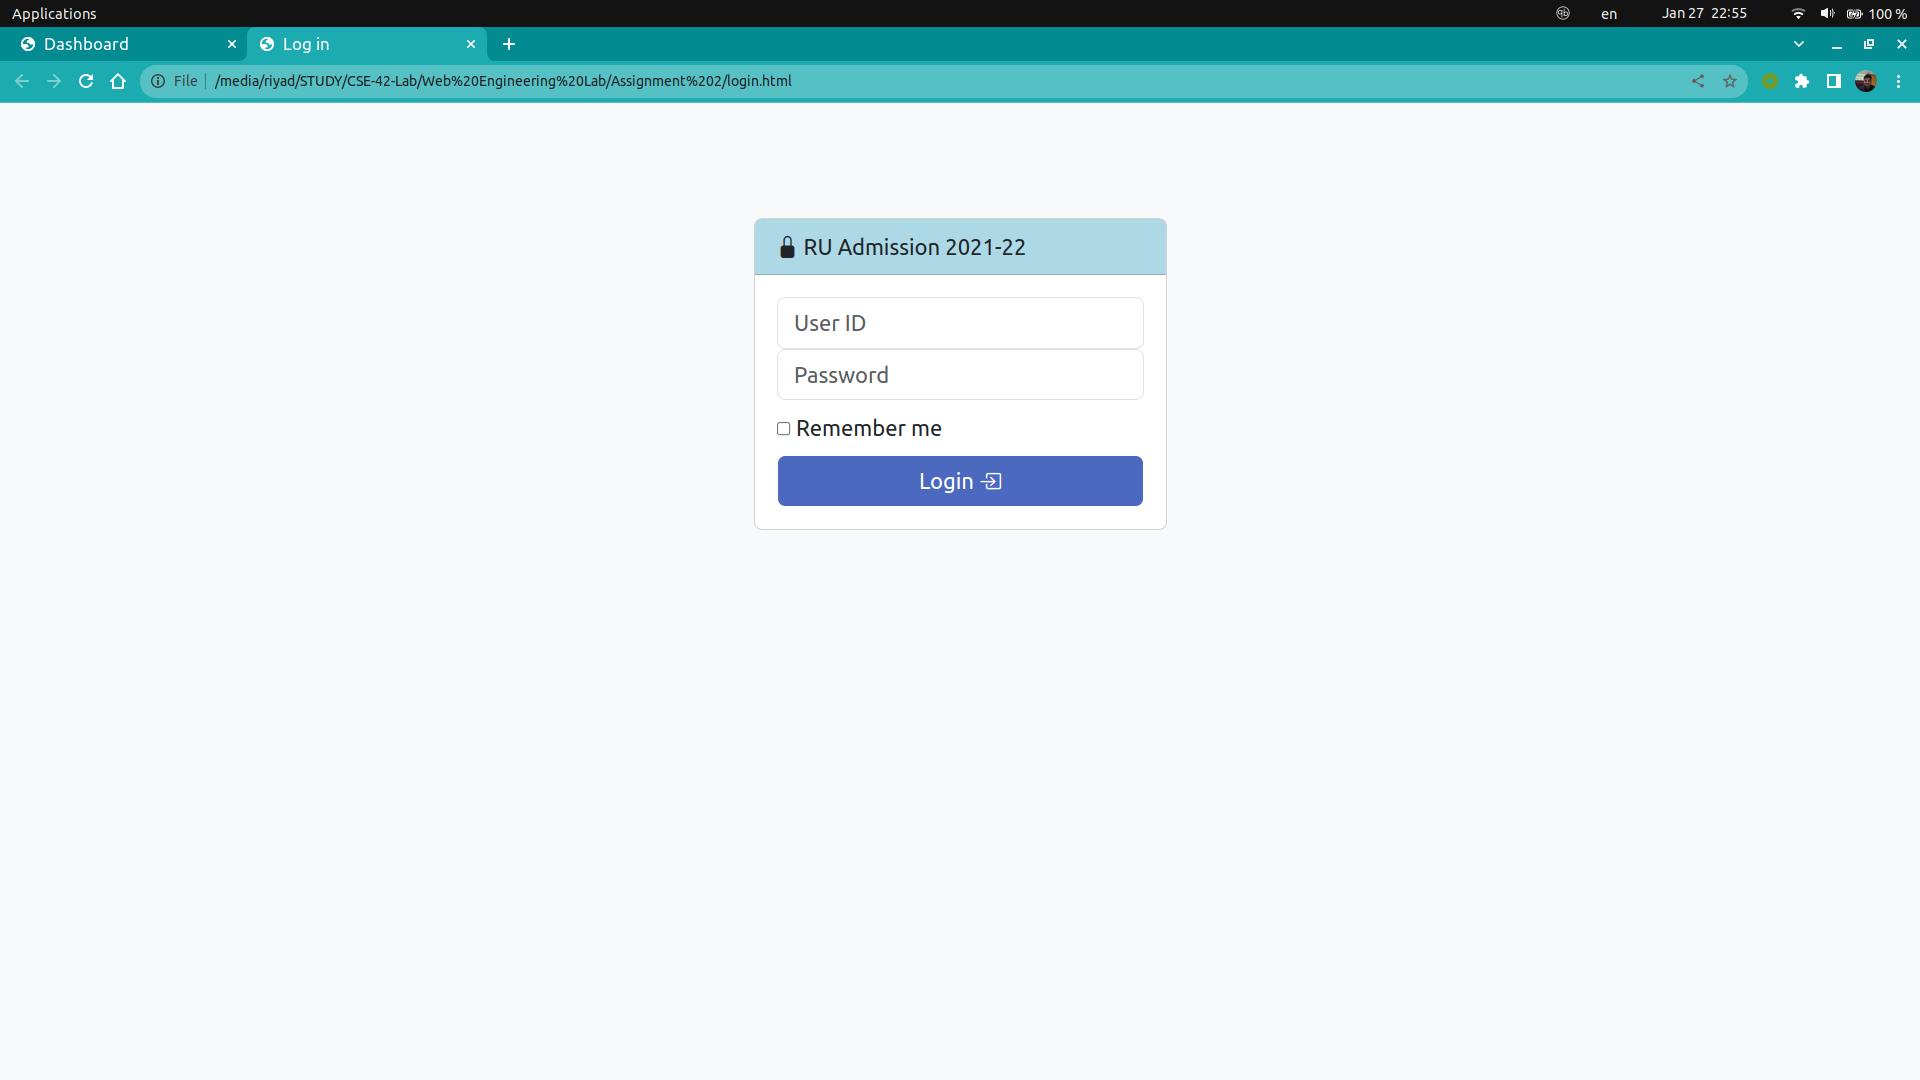 Applications
en
Jan 27 22:55
100 %
Dashboard
Log in
File
/media/riyad/STUDY/CSE-42-Lab/Web%20Engineering%20Lab/Assignment%202/login.html
RU Admission 2021-22
User ID
Password
Remember me
Login